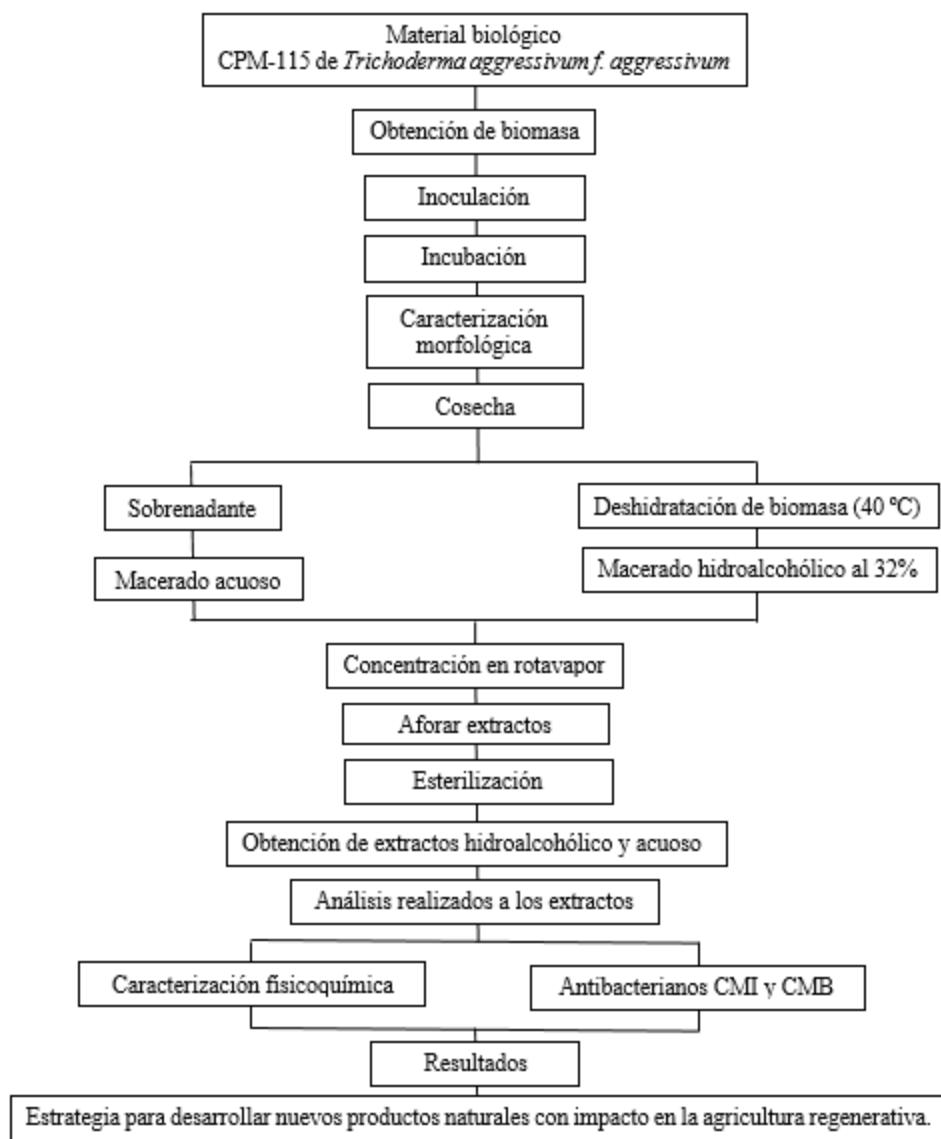 Material biológico
CPM-115 de Trichoderma aggressivum f. aggressivum
Obtención de biomasa
Inoculación
Incubación
Caracterización
morfológica
Cosecha
Sobrenadante
Deshidratación de biomasa (40 ºC)
Macerado acuoso
Macerado hidroalcohólico al 32%
Concentración en rotavapor
Aforar extractos
Esterilización
Obtención de extractos hidroalcohólico y acuoso
Análisis realizados a los extractos
Caracterización fisicoquímica
Antibacterianos CMI y CMB
Resultados
Estrategia para desarrollar nuevos productos naturales con impacto en la agricultura regenerativa.